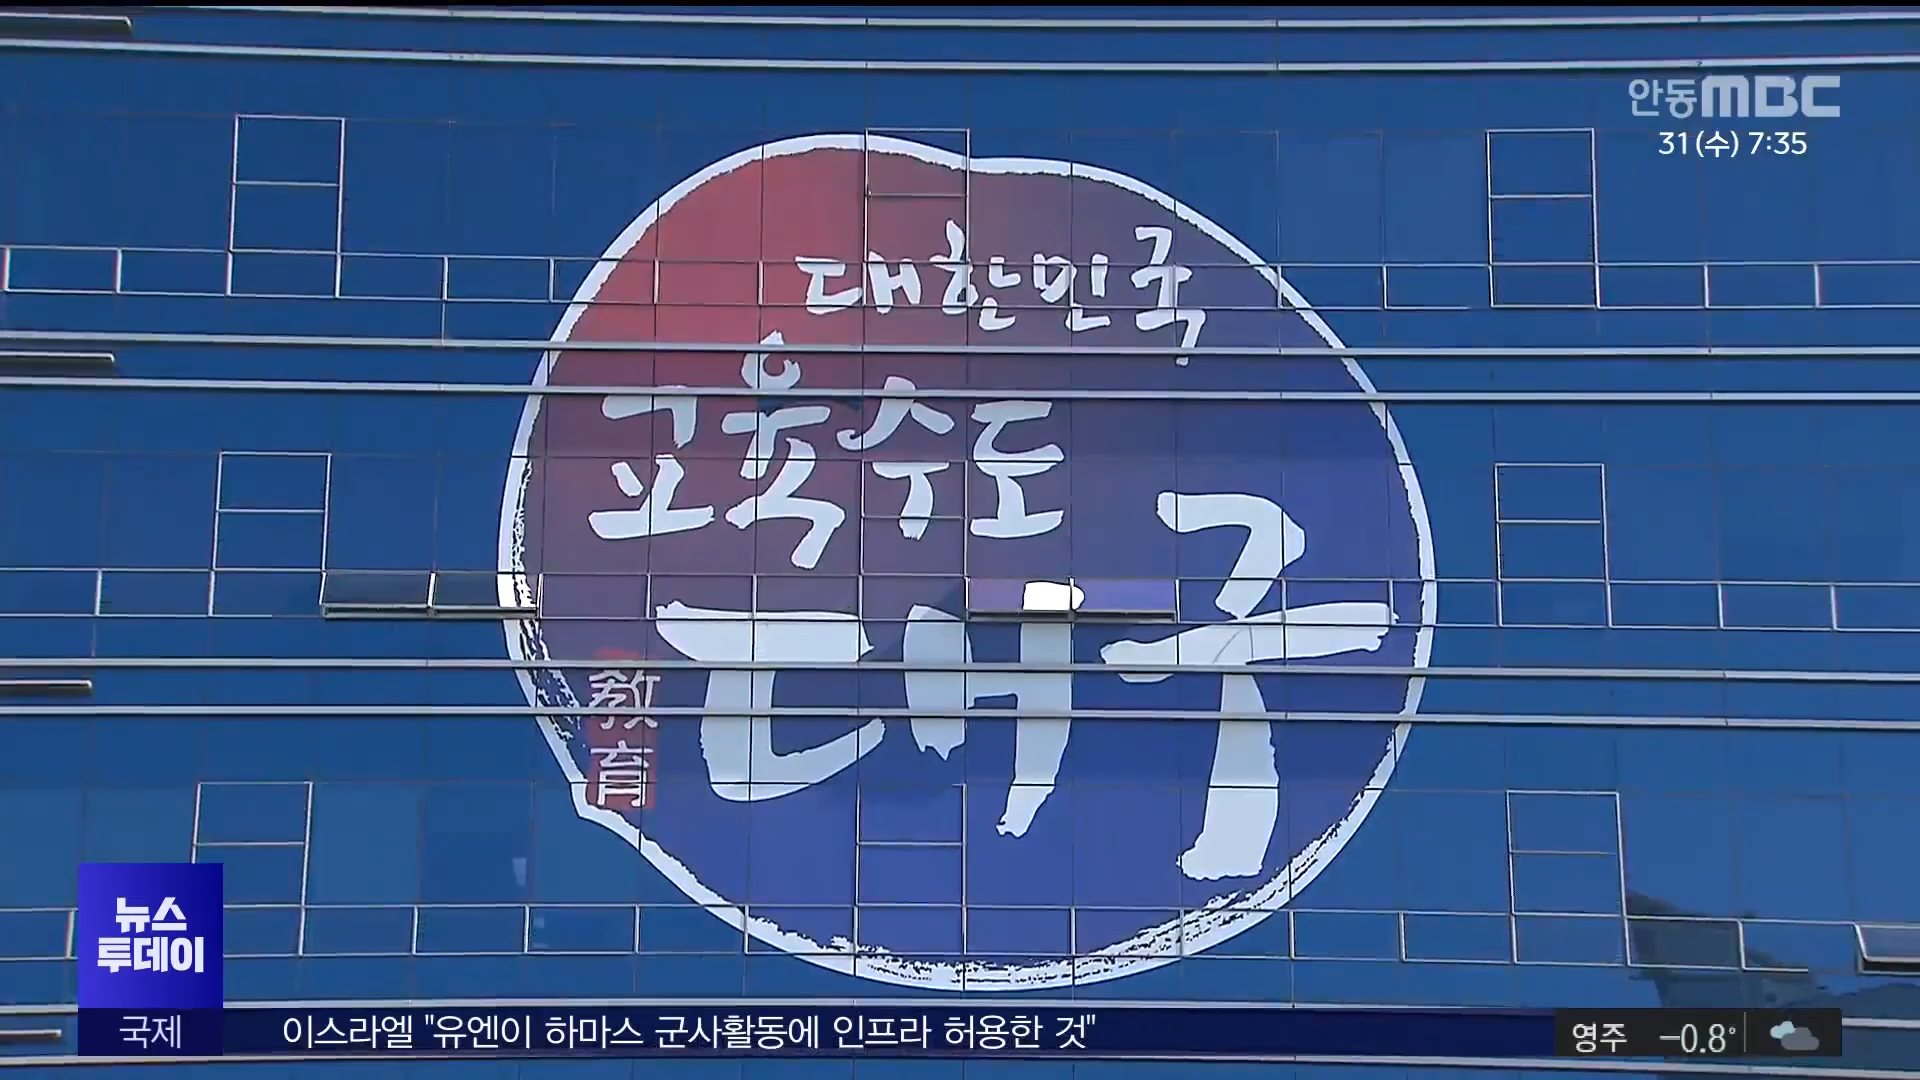 안동MBC
31(수) 7:35
대한민국
교육수도
대구
敎育
뉴스
투데이
국제
이스라엘 "유엔이 하마스 군사활동에 인프라 허용한 것"
영주 -0.8°